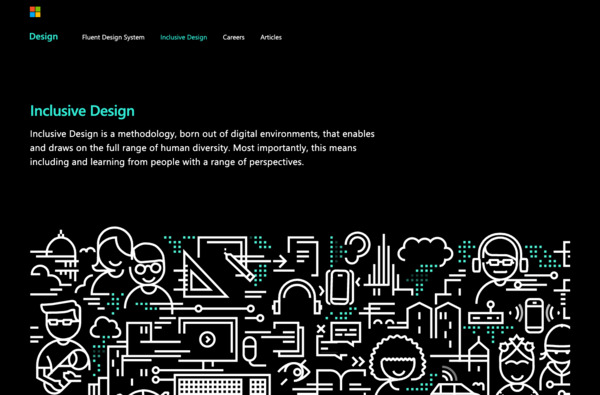 Design Fluent Design System Inclusive Design Careers Articles
Inclusive Design
Inclusive Design is a methodology, born out of digital environments, that enables
and draws on the full range of human diversity. Most importantly, this means
including and learning from people with a range of perspectives.